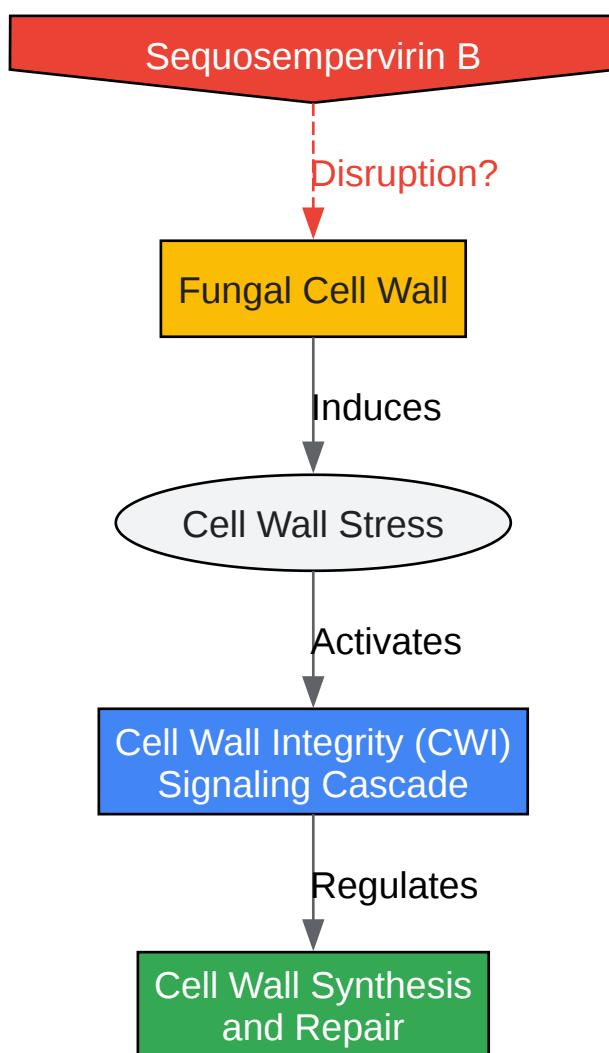 Sequosempervirin B
Disruption?
Fungal Cell Wall
Induces
Cell Wall Stress
Activates
Cell Wall Integrity (CWI)
Signaling Cascade
Regulates
Cell Wall Synthesis
and Repair